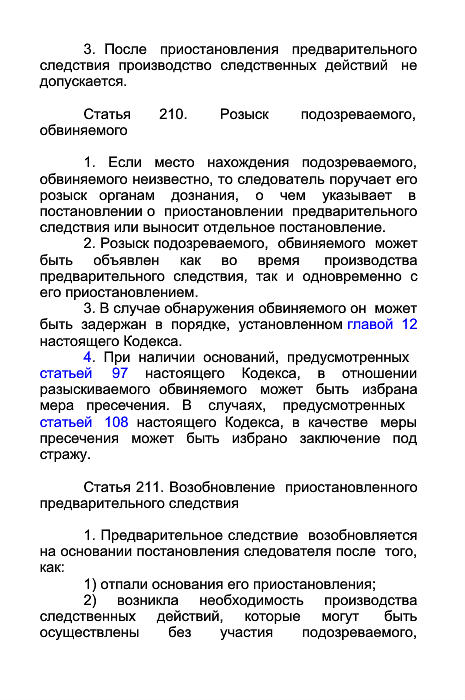 3. После приостановления предварительного
следствия производство следственных действий не
допускается.
Статья 210. Розыск подозреваемого,
обвиняемого
1. Если место нахождения подозреваемого,
обвиняемого неизвестно, то следователь поручает его
розыск органам дознания, о чем указывает в
постановлении о приостановлении предварительного
следствия или выносит отдельное постановление.
2. Розыск подозреваемого, обвиняемого может
быть объявлен как во время производства
предварительного следствия, так и одновременно с
его приостановлением.
3. В случае обнаружения обвиняемого он может
быть задержан в порядке, установленном главой 12
настоящего Кодекса.
4. При наличии оснований, предусмотренных
статьей 97 настоящего Кодекса, в отношении
разыскиваемого обвиняемого может быть избрана
мера пресечения. В случаях, предусмотренных
статьей 108 настоящего Кодекса, в качестве меры
пресечения может быть избрано заключение под
стражу.
Статья 211. Возобновление приостановленного
предварительного следствия
1. Предварительное следствие возобновляется
на основании постановления следователя после того,
как:
1) отпали основания его приостановления;
2) возникла необходимость производства
следственных действий, которые могут быть
осуществлены без участия подозреваемого,